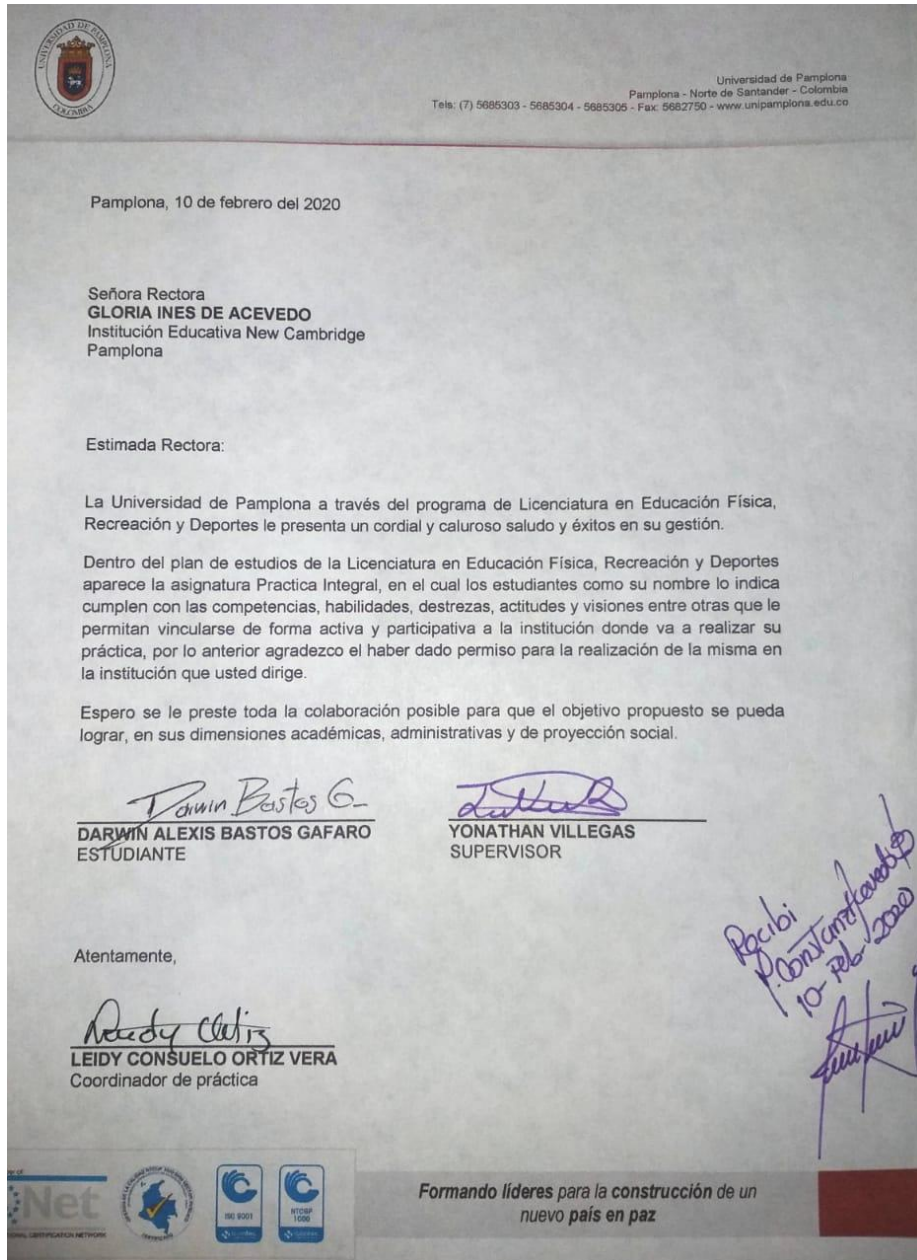 UNIVERSIDAD DE PAMPLONA
COLOMBIA
Universidad de Pamplona
Pamplona - Norte de Santander - Colombia
Tels: (7) 5685303 - 5685304 - 5685305 - Fax: 5682750 - www.unipamplona.edu.co
Pamplona, 10 de febrero del 2020
Señora Rectora
GLORIA INES DE ACEVEDO
Institución Educativa New Cambridge
Pamplona
Estimada Rectora:
La Universidad de Pamplona a través del programa de Licenciatura en Educación Física,
Recreación y Deportes le presenta un cordial y caluroso saludo y éxitos en su gestión.
Dentro del plan de estudios de la Licenciatura en Educación Física, Recreación y Deportes
aparece la asignatura Practica Integral, en el cual los estudiantes como su nombre lo indica
cumplen con las competencias, habilidades, destrezas, actitudes y visiones entre otras que le
permitan vincularse de forma activa y participativa a la institución donde va a realizar su
práctica, por lo anterior agradezco el haber dado permiso para la realización de la misma en
la institución que usted dirige.
Espero se le preste toda la colaboración posible para que el objetivo propuesto se pueda
lograr, en sus dimensiones académicas, administrativas y de proyección social.
Darwin Bastos G
DARWIN ALEXIS BASTOS GAFARO
ESTUDIANTE
YONATHAN VILLEGAS
SUPERVISOR
Recibi
10-Feb-2020
Atentamente,
LEIDY CONSUELO ORTIZ VERA
Coordinador de práctica
Net
ISO 9001
NTCGP
1000
Formando líderes para la construcción de un
nuevo país en paz